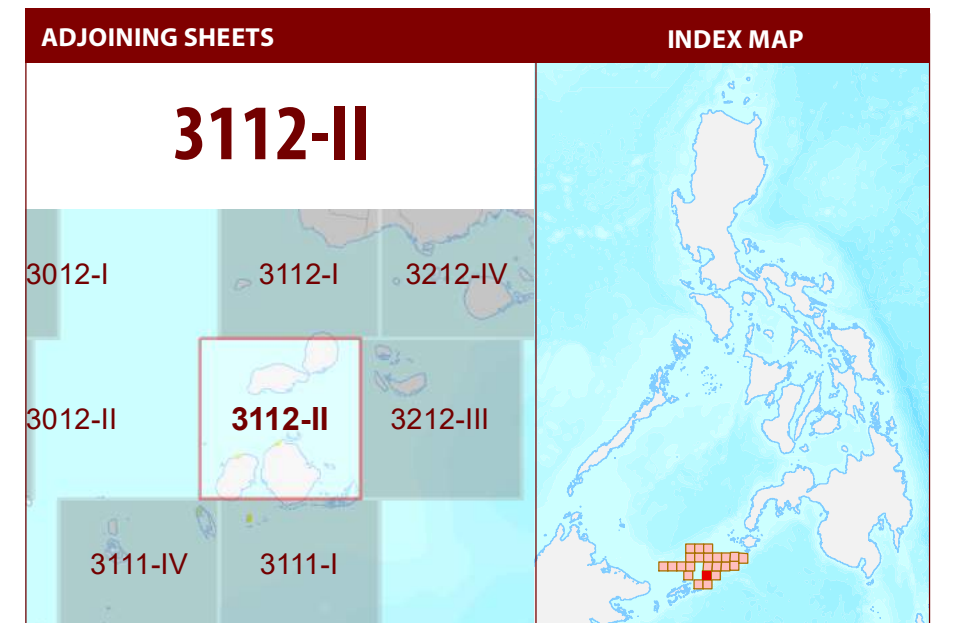 ADJOINING SHEETS
INDEX MAP
3112-II
3012-I
3112-I
3212-IV
3012-II
3112-II
3212-III
3111-IV
3111-I